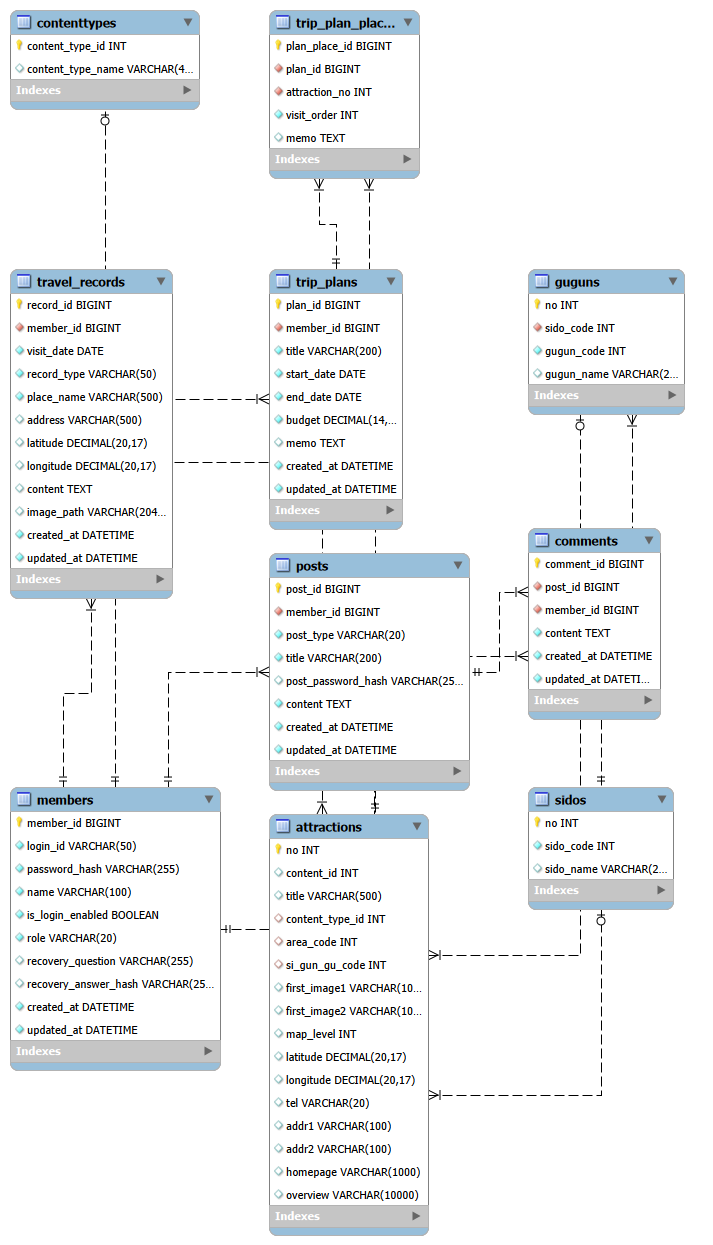 contenttypes
content_type_id INT
content_type_name VARCHAR(4...
Indexes
trip_plan_plac...
plan_place_id BIGINT
plan_id BIGINT
attraction_no INT
visit_order INT
memo TEXT
Indexes
travel_records
record_id BIGINT
member_id BIGINT
visit_date DATE
record_type VARCHAR(50)
place_name VARCHAR(500)
address VARCHAR(500)
latitude DECIMAL(20,17)
longitude DECIMAL(20,17)
content TEXT
image_path VARCHAR(204...
created_at DATETIME
updated_at DATETIME
Indexes
trip_plans
plan_id BIGINT
member_id BIGINT
title VARCHAR(200)
start_date DATE
end_date DATE
budget DECIMAL(14,...
memo TEXT
created_at DATETIME
updated_at DATETIME
Indexes
guguns
no INT
sido_code INT
gugun_code INT
gugun_name VARCHAR(2...
Indexes
posts
post_id BIGINT
member_id BIGINT
post_type VARCHAR(20)
title VARCHAR(200)
post_password_hash VARCHAR(25...
content TEXT
created_at DATETIME
updated_at DATETIME
Indexes
comments
comment_id BIGINT
post_id BIGINT
member_id BIGINT
content TEXT
created_at DATETIME
updated_at DATETI...
Indexes
members
member_id BIGINT
login_id VARCHAR(50)
password_hash VARCHAR(255)
name VARCHAR(100)
is_login_enabled BOOLEAN
role VARCHAR(20)
recovery_question VARCHAR(255)
recovery_answer_hash VARCHAR(25...
created_at DATETIME
updated_at DATETIME
Indexes
attractions
no INT
content_id INT
title VARCHAR(500)
content_type_id INT
area_code INT
si_gun_gu_code INT
first_image1 VARCHAR(10...
first_image2 VARCHAR(10...
map_level INT
latitude DECIMAL(20,17)
longitude DECIMAL(20,17)
tel VARCHAR(20)
addr1 VARCHAR(100)
addr2 VARCHAR(100)
homepage VARCHAR(1000)
overview VARCHAR(10000)
Indexes
sidos
no INT
sido_code INT
sido_name VARCHAR(2...
Indexes